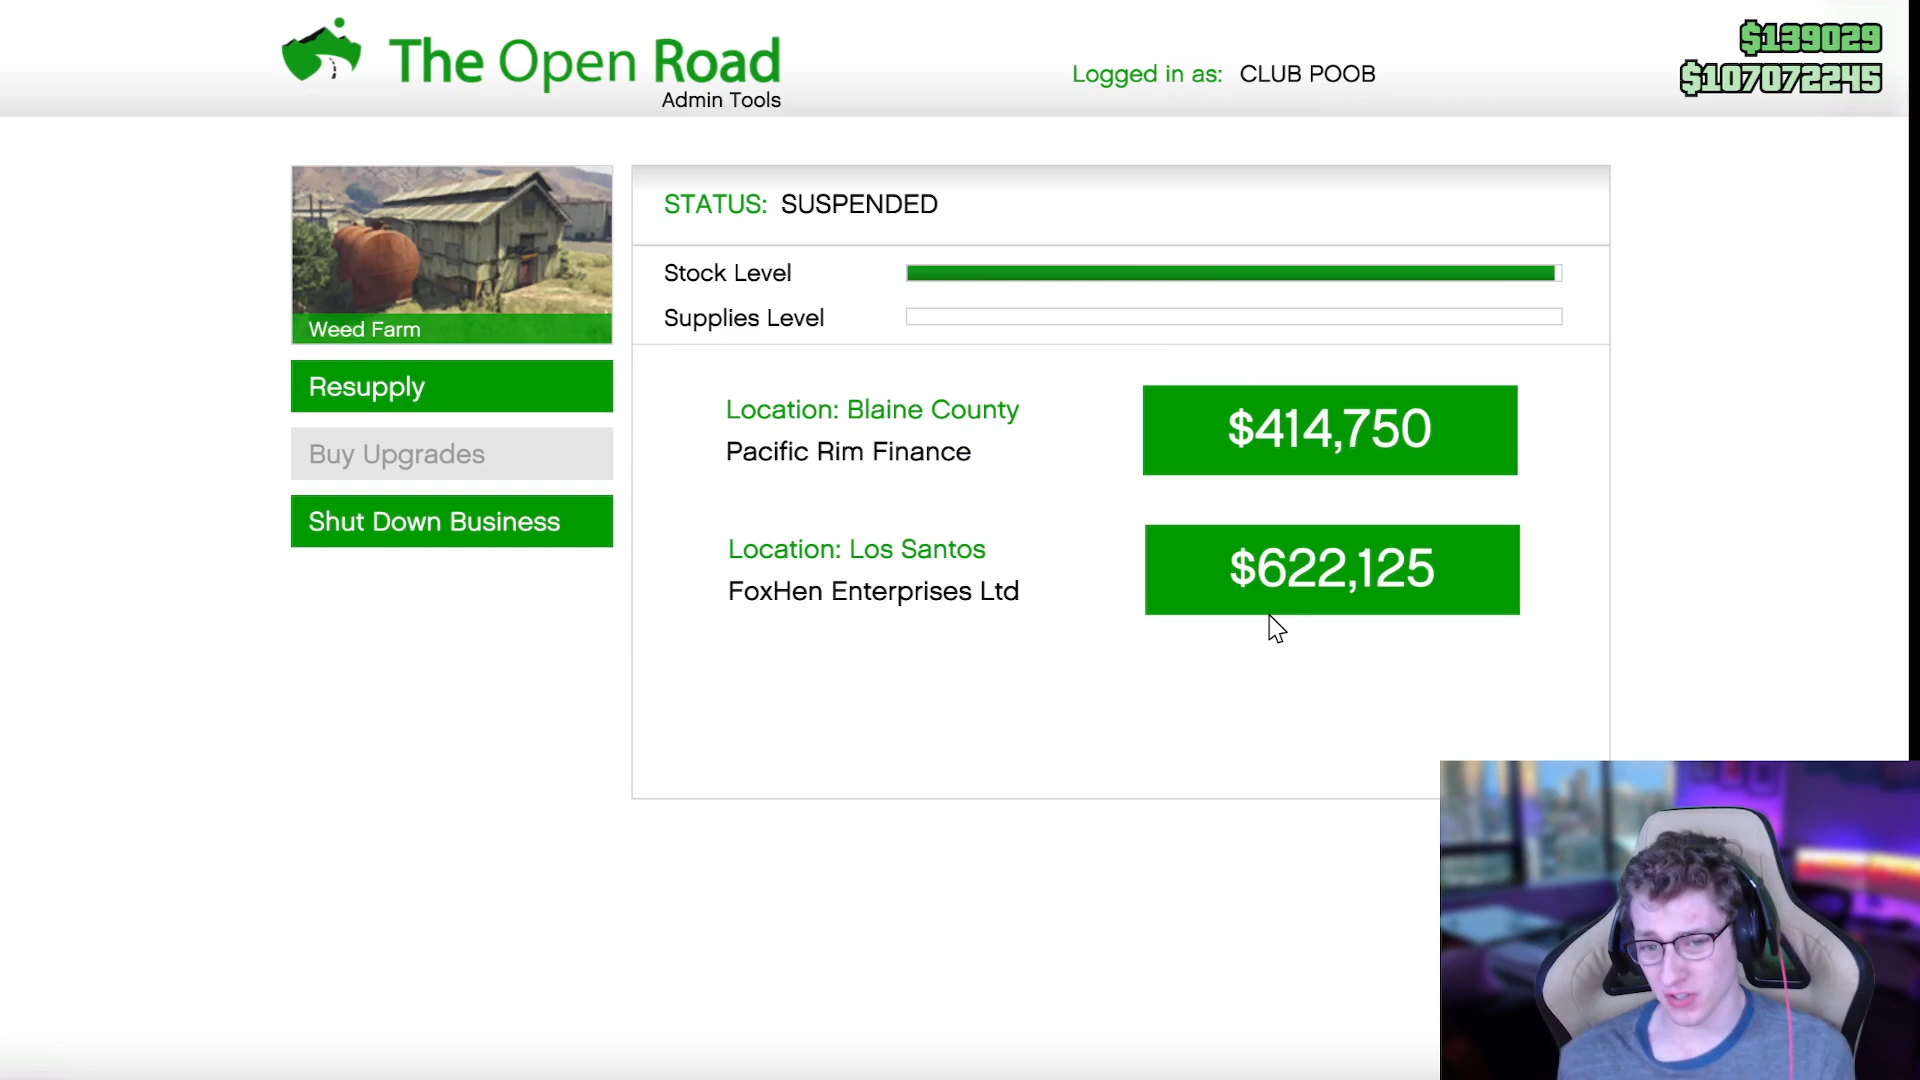 The Open Road
Admin Tools
Logged in as: CLUB POOB
$139029
$107072245
Weed Farm
Resupply
Buy Upgrades
Shut Down Business
STATUS: SUSPENDED
Stock Level
Supplies Level
Location: Blaine County
Pacific Rim Finance
$414,750
Location: Los Santos
FoxHen Enterprises Ltd
$622,125